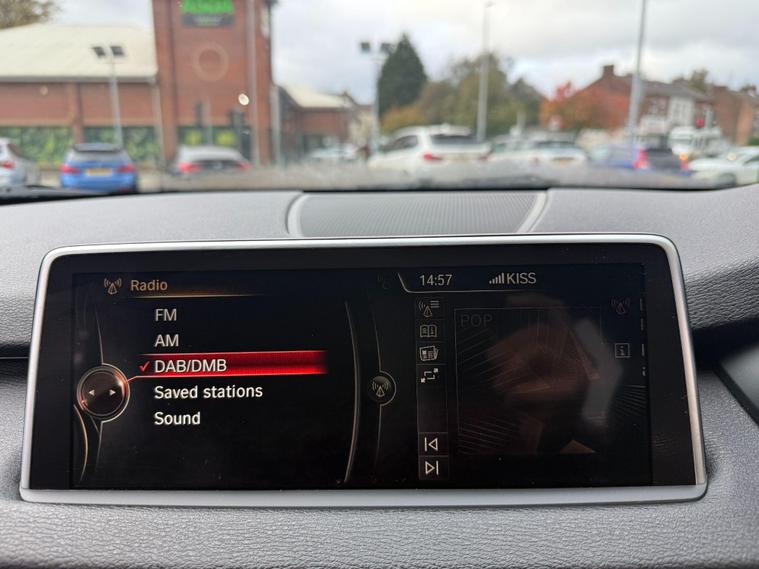 Radio
14:57
KISS
FM
AM
DAB/DMB
Saved stations
Sound
POP